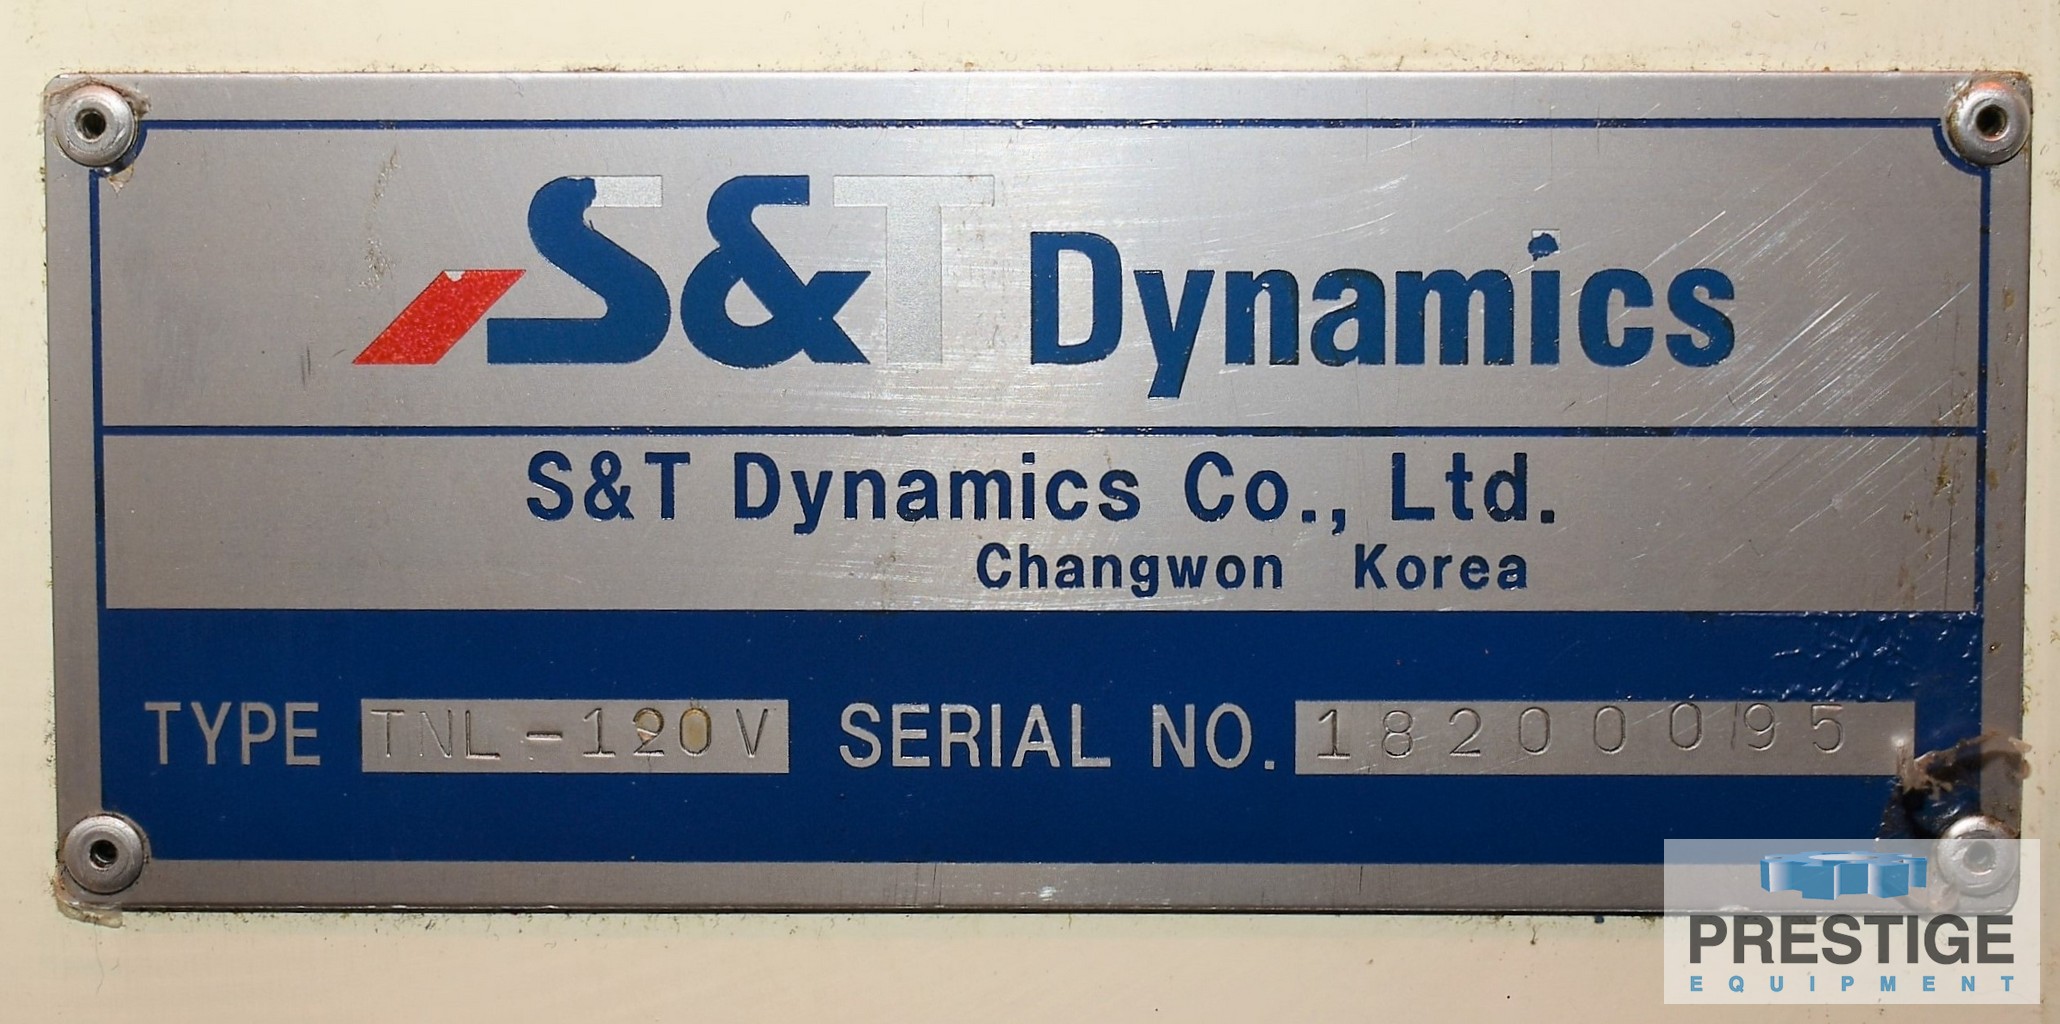 S&T Dynamics
S&T Dynamics Co., Ltd.
Changwon Korea
TYPE TNL-120V SERIAL NO. 18200095
PRESTIGE
EQUIPMENT